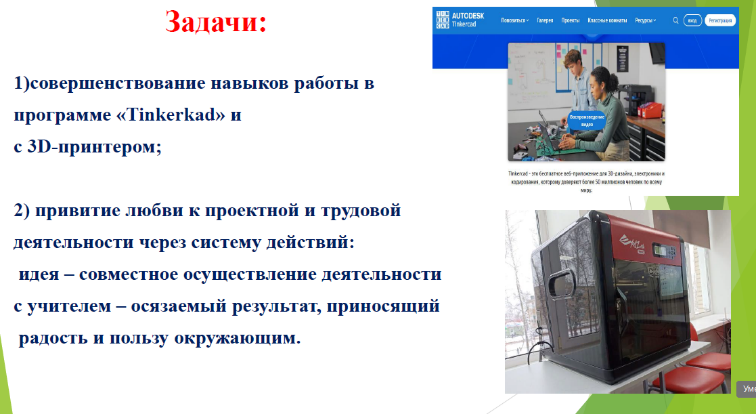 Задачи:
1)совершенствование навыков работы в
программе «Tinkerkad» и
с 3D-принтером;
2) привитие любви к проектной и трудовой
деятельности через систему действий:
идея – совместное осуществление деятельности
с учителем – осязаемый результат, приносящий
радость и пользу окружающим.
AUTODESK
Tinkercad
Галерея Проекты Классные комнаты Ресурсы Вход Регистрация
Воспроизведение
видео
Tinkercad - это бесплатное веб-приложение для 3D-дизайна, электроники и
кодирования, которому доверяют более 50 миллионов человек по всему
миру.